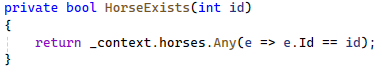 private bool HorseExists(int id)
{
    return _context.horses.Any(e => e.Id == id);
}